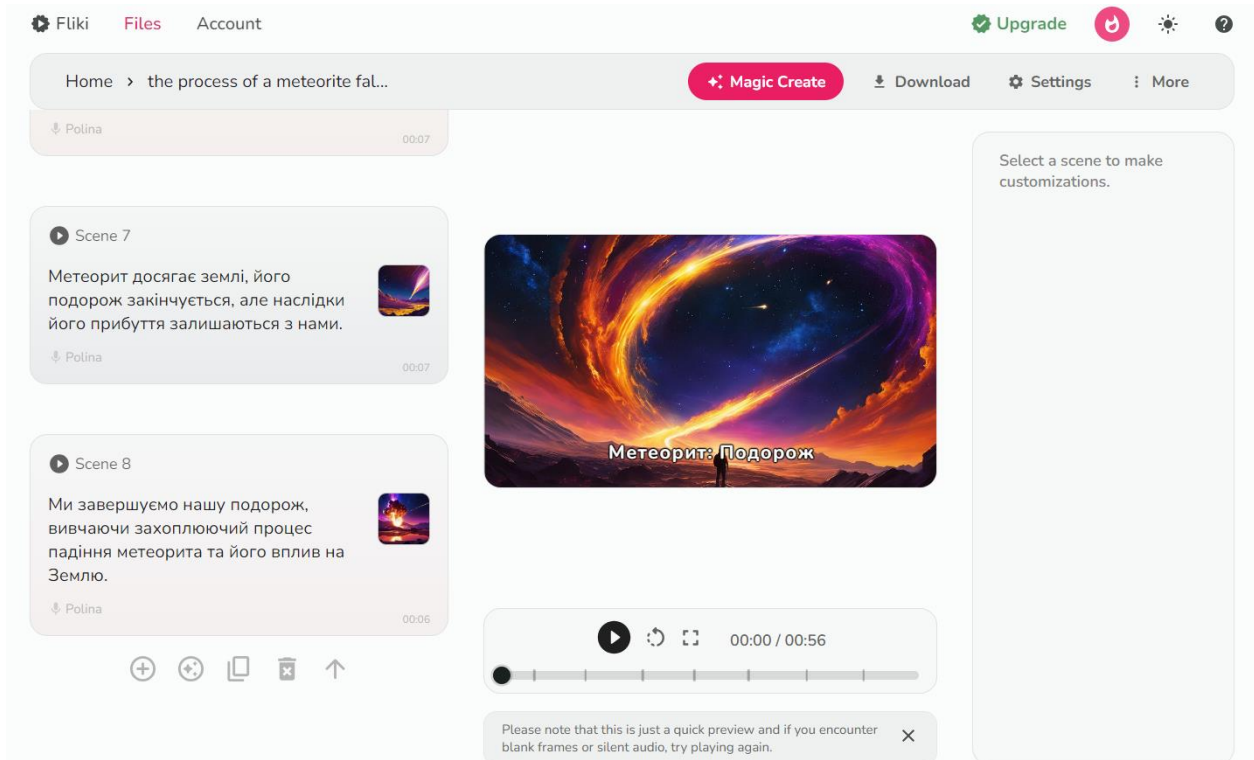 Fliki Files Account Upgrade
Home > the process of a meteorite fal... Magic Create Download Settings More
Polina
00:07
Scene 7
Метеорит досягає землі, його
подорож закінчується, але наслідки
його прибуття залишаються з нами.
Polina
00:07
Scene 8
Ми завершуємо нашу подорож,
вивчаючи захоплюючий процес
падіння метеорита та його вплив на
Землю.
Polina
00:06
Метеорит: Подорож
00:00 / 00:56
Please note that this is just a quick preview and if you encounter
blank frames or silent audio, try playing again.
Select a scene to make
customizations.